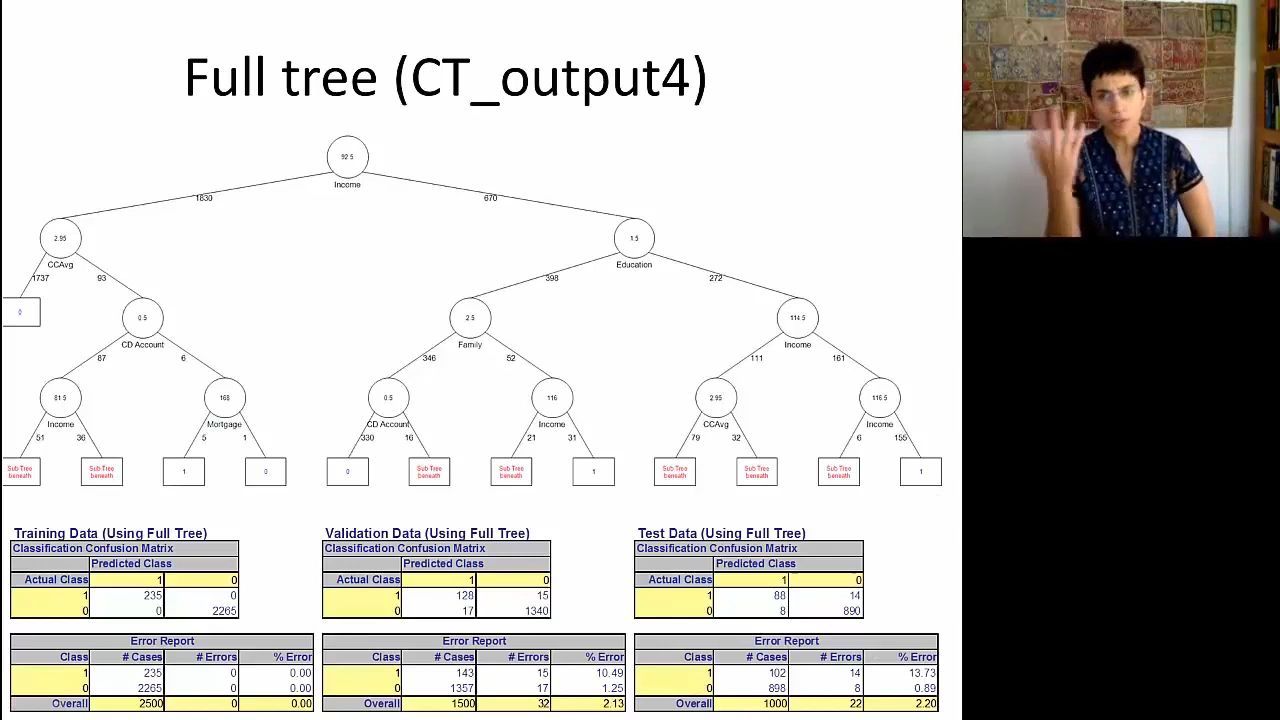 Full tree (CT_output4)
92.5
Income
1830 670
2.95 1.5
CCAvg Education
1737 93 398 272
0 0.5 2.5 114.5
CD Account Family Income
87 6 346 52 111 161
81.5 168 0.5 116 2.95 116.5
Income Mortgage CD Account Income CCAvg Income
51 36 5 1 330 16 21 31 79 32 6 155
Sub Tree beneath Sub Tree beneath 1 0 0 Sub Tree beneath Sub Tree beneath 1 Sub Tree beneath Sub Tree beneath Sub Tree beneath 1
Training Data (Using Full Tree)
Classification Confusion Matrix
Predicted Class
Actual Class 1 0
1 235 0
0 0 2265
Error Report
Class # Cases # Errors % Error
1 235 0 0.00
0 2265 0 0.00
Overall 2500 0 0.00
Validation Data (Using Full Tree)
Classification Confusion Matrix
Predicted Class
Actual Class 1 0
1 128 15
0 17 1340
Error Report
Class # Cases # Errors % Error
1 143 15 10.49
0 1357 17 1.25
Overall 1500 32 2.13
Test Data (Using Full Tree)
Classification Confusion Matrix
Predicted Class
Actual Class 1 0
1 88 14
0 8 890
Error Report
Class # Cases # Errors % Error
1 102 14 13.73
0 898 8 0.89
Overall 1000 22 2.20